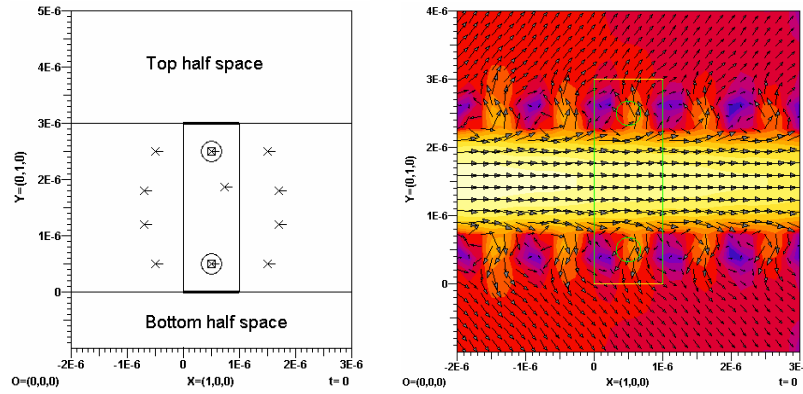 5E-6
4E-6
3E-6
2E-6
1E-6
0
Y=(0,1,0)
Top half space
Bottom half space
-2E-6
-1E-6
0
1E-6
2E-6
3E-6
O=(0,0,0)
X=(1,0,0)
t= 0
4E-6
3E-6
2E-6
1E-6
0
Y=(0,1,0)
-2E-6
-1E-6
0
1E-6
2E-6
3E-6
O=(0,0,0)
X=(1,0,0)
t= 0